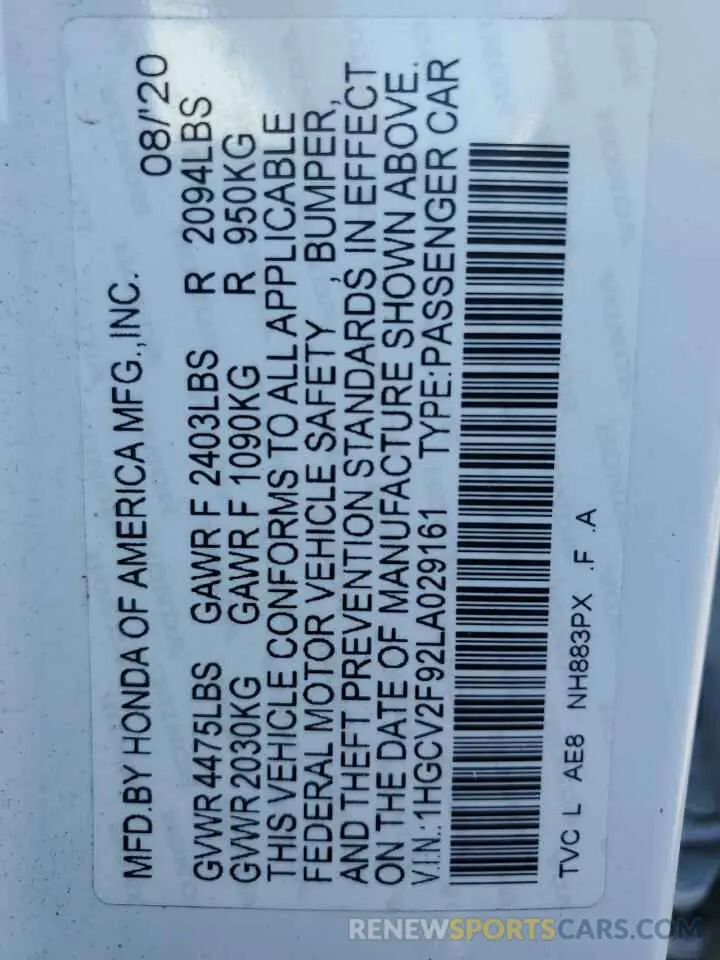 MFD.BY HONDA OF AMERICA MFG.,INC. 08/'20
GVWR 4475LBS GAWR F 2403LBS R 2094LBS
GVWR 2030KG GAWR F 1090KG R 950KG
THIS VEHICLE CONFORMS TO ALL APPLICABLE
FEDERAL MOTOR VEHICLE SAFETY , BUMPER,
AND THEFT PREVENTION STANDARDS IN EFFECT
ON THE DATE OF MANUFACTURE SHOWN ABOVE.
V.I.N.:1HGCV2F92LA029161 TYPE:PASSENGER CAR
TVC L AE8 NH883PX .F .A
RENEWSPORTSCARS.COM